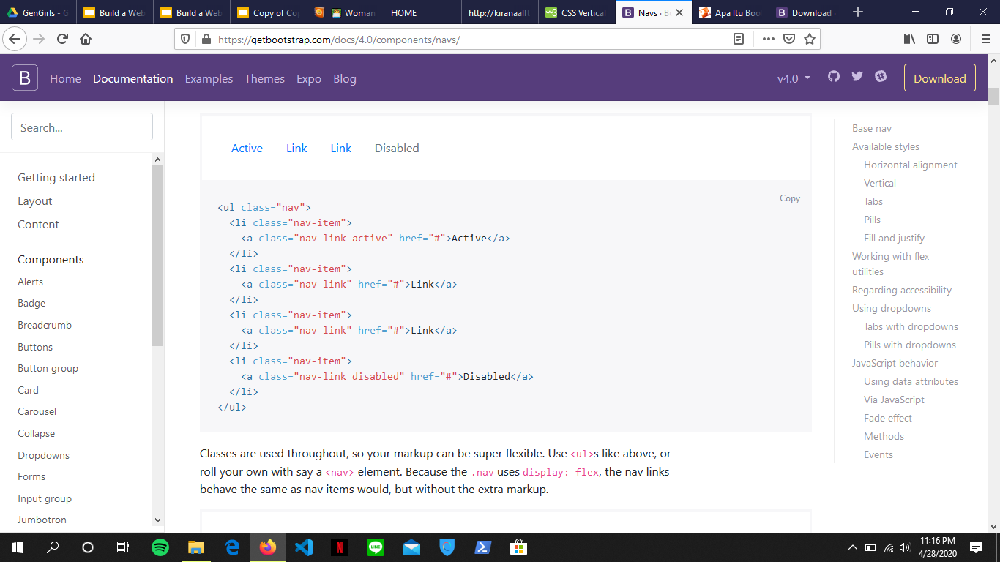 GenGirls - G
Build a Web
Build a Web
Copy of Co
Woman
HOME
http://kiranaalft
CSS Vertical
Navs · B
Apa Itu Boo
Download ·
https://getbootstrap.com/docs/4.0/components/navs/
B Home Documentation Examples Themes Expo Blog v4.0 Download
Search...
Getting started
Layout
Content
Components
Alerts
Badge
Breadcrumb
Buttons
Button group
Card
Carousel
Collapse
Dropdowns
Forms
Input group
Jumbotron
Active Link Link Disabled
Copy
<ul class="nav">
  <li class="nav-item">
    <a class="nav-link active" href="#">Active</a>
  </li>
  <li class="nav-item">
    <a class="nav-link" href="#">Link</a>
  </li>
  <li class="nav-item">
    <a class="nav-link" href="#">Link</a>
  </li>
  <li class="nav-item">
    <a class="nav-link disabled" href="#">Disabled</a>
  </li>
</ul>
Classes are used throughout, so your markup can be super flexible. Use <ul>s like above, or
roll your own with say a <nav> element. Because the .nav uses display: flex, the nav links
behave the same as nav items would, but without the extra markup.
Base nav
Available styles
Horizontal alignment
Vertical
Tabs
Pills
Fill and justify
Working with flex
utilities
Regarding accessibility
Using dropdowns
Tabs with dropdowns
Pills with dropdowns
JavaScript behavior
Using data attributes
Via JavaScript
Fade effect
Methods
Events
11:16 PM
4/28/2020